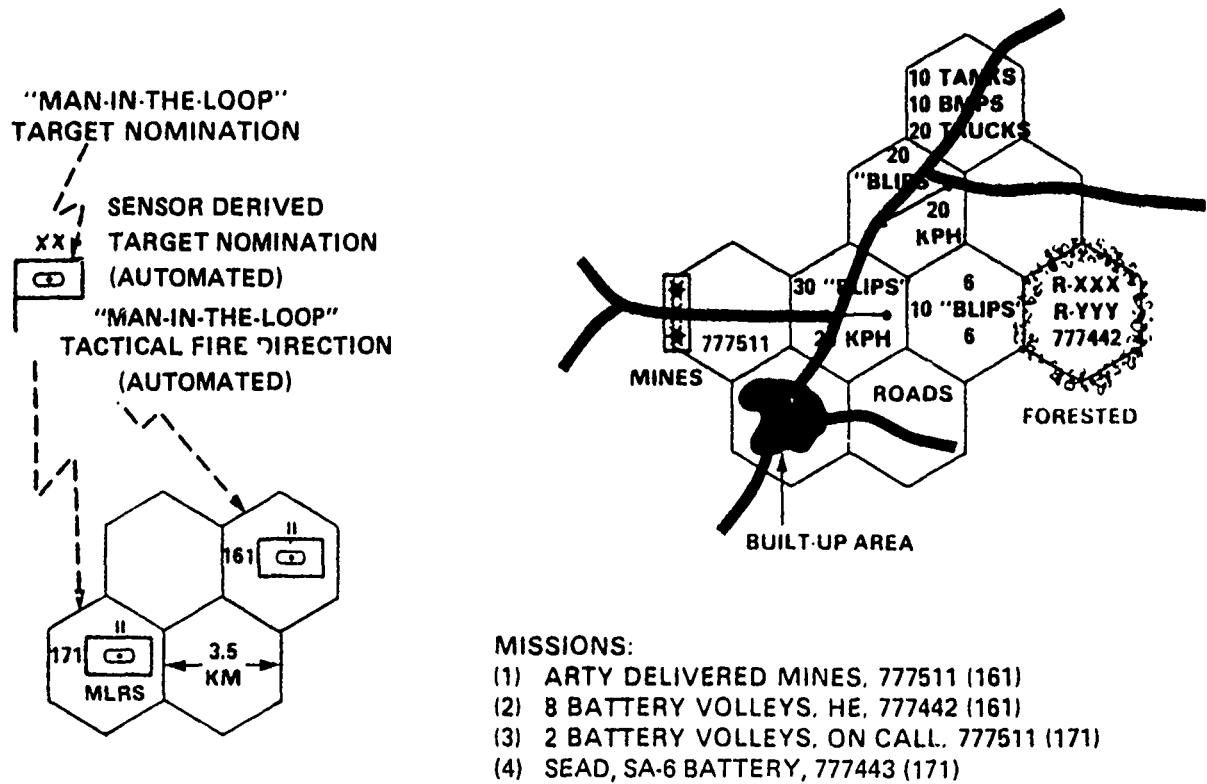 "MAN-IN-THE-LOOP"
TARGET NOMINATION
SENSOR DERIVED
XX TARGET NOMINATION
(AUTOMATED)
"MAN-IN-THE-LOOP"
TACTICAL FIRE DIRECTION
(AUTOMATED)
161
171
MLRS
3.5
KM
10 TANKS
10 BMPS
20 TRUCKS
20
"BLIPS
20
KPH
30 "BLIPS"
KPH
6
10 "BLIPS
6
R-XXX
R-YYY
777442
777511
MINES
ROADS
FORESTED
BUILT-UP AREA
MISSIONS:
(1) ARTY DELIVERED MINES, 777511 (161)
(2) 8 BATTERY VOLLEYS. HE, 777442 (161)
(3) 2 BATTERY VOLLEYS, ON CALL. 777511 (171)
(4) SEAD, SA-6 BATTERY, 777443 (171)